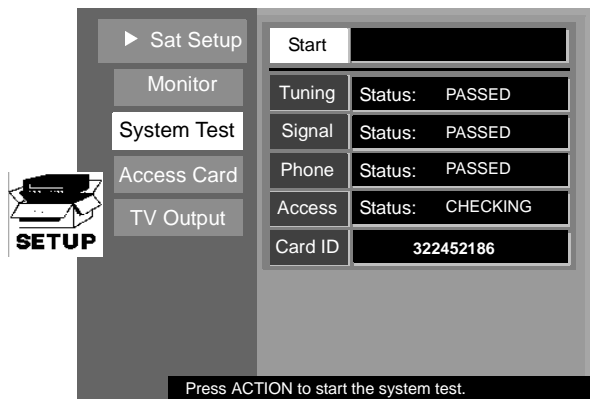 Sat Setup
Monitor
System Test
Access Card
TV Output
SETUP
Start
Tuning Status: PASSED
Signal Status: PASSED
Phone Status: PASSED
Access Status: CHECKING
Card ID 322452186
Press ACTION to start the system test.